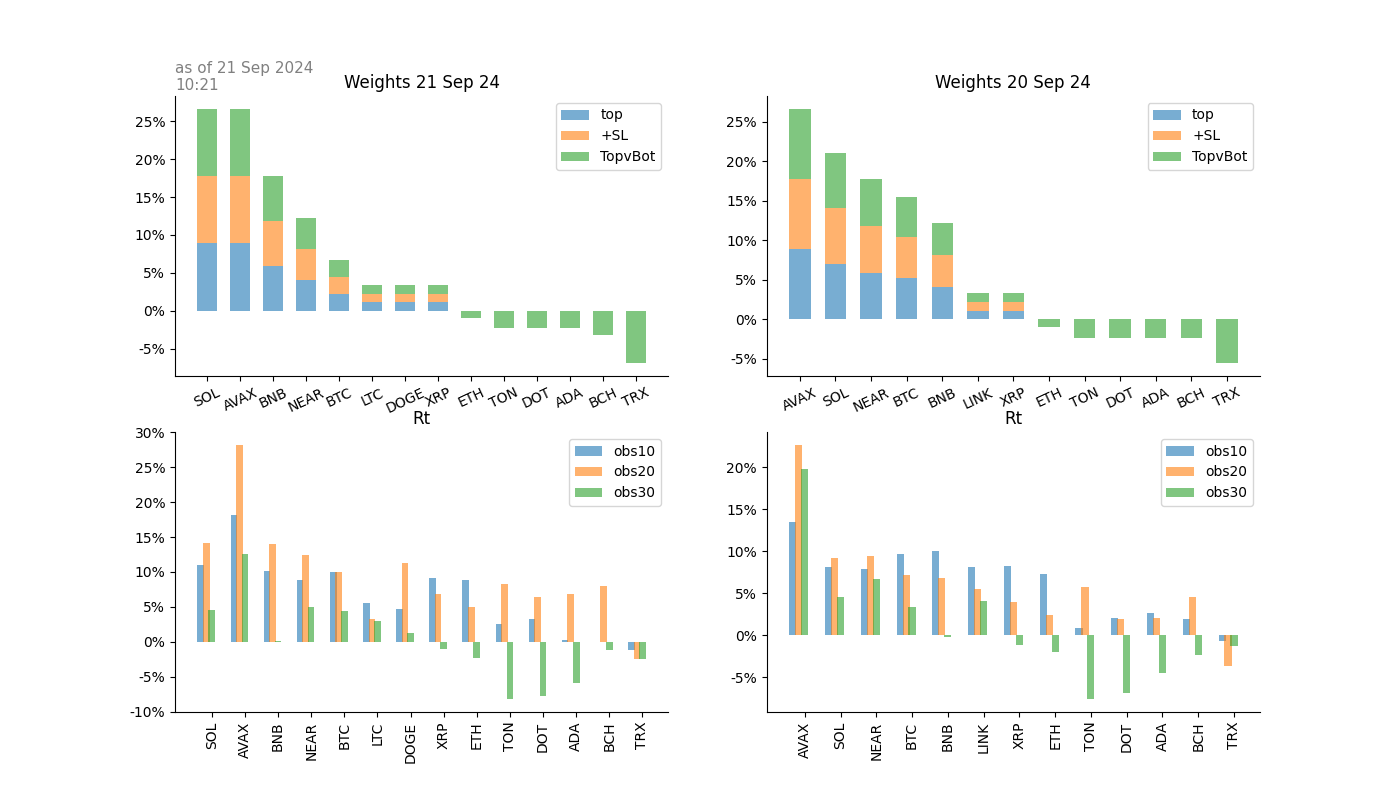 as of 21 Sep 2024
10:21
Weights 21 Sep 24
25%
20%
15%
10%
5%
0%
-5%
top
+SL
TopvBot
SOL AVAX BNB NEAR BTC LTC DOGE XRP ETH TON DOT ADA BCH TRX
Weights 20 Sep 24
25%
20%
15%
10%
5%
0%
-5%
top
+SL
TopvBot
AVAX SOL NEAR BTC BNB LINK XRP ETH TON DOT ADA BCH TRX
Rt
30%
25%
20%
15%
10%
5%
0%
-5%
-10%
obs10
obs20
obs30
SOL AVAX BNB NEAR BTC LTC DOGE XRP ETH TON DOT ADA BCH TRX
Rt
20%
15%
10%
5%
0%
-5%
obs10
obs20
obs30
AVAX SOL NEAR BTC BNB LINK XRP ETH TON DOT ADA BCH TRX